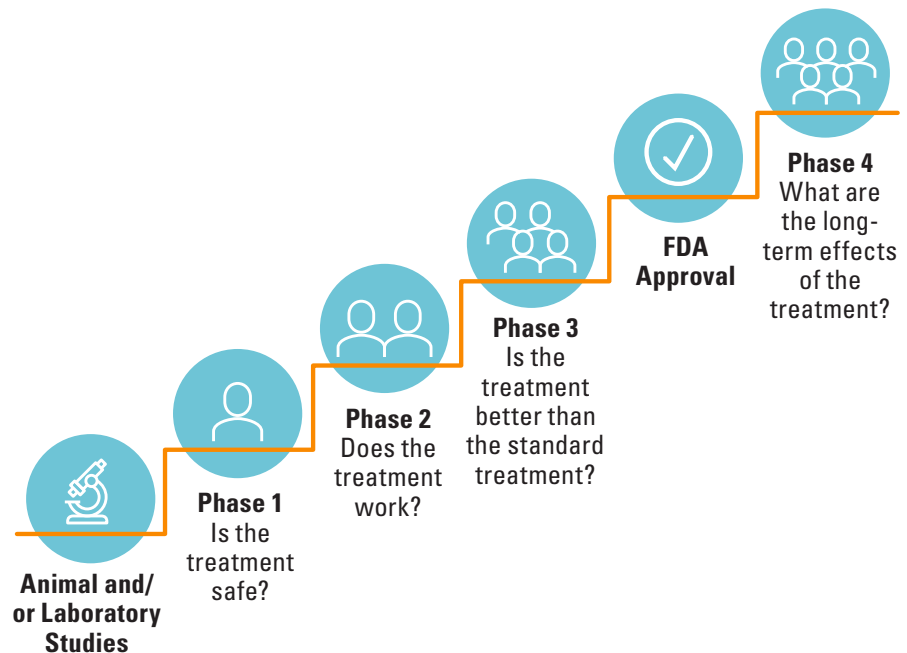 Animal and/
or Laboratory
Studies
Phase 1
Is the
treatment
safe?
Phase 2
Does the
treatment
work?
Phase 3
Is the
treatment
better than
the standard
treatment?
FDA
Approval
Phase 4
What are
the long-
term effects
of the
treatment?